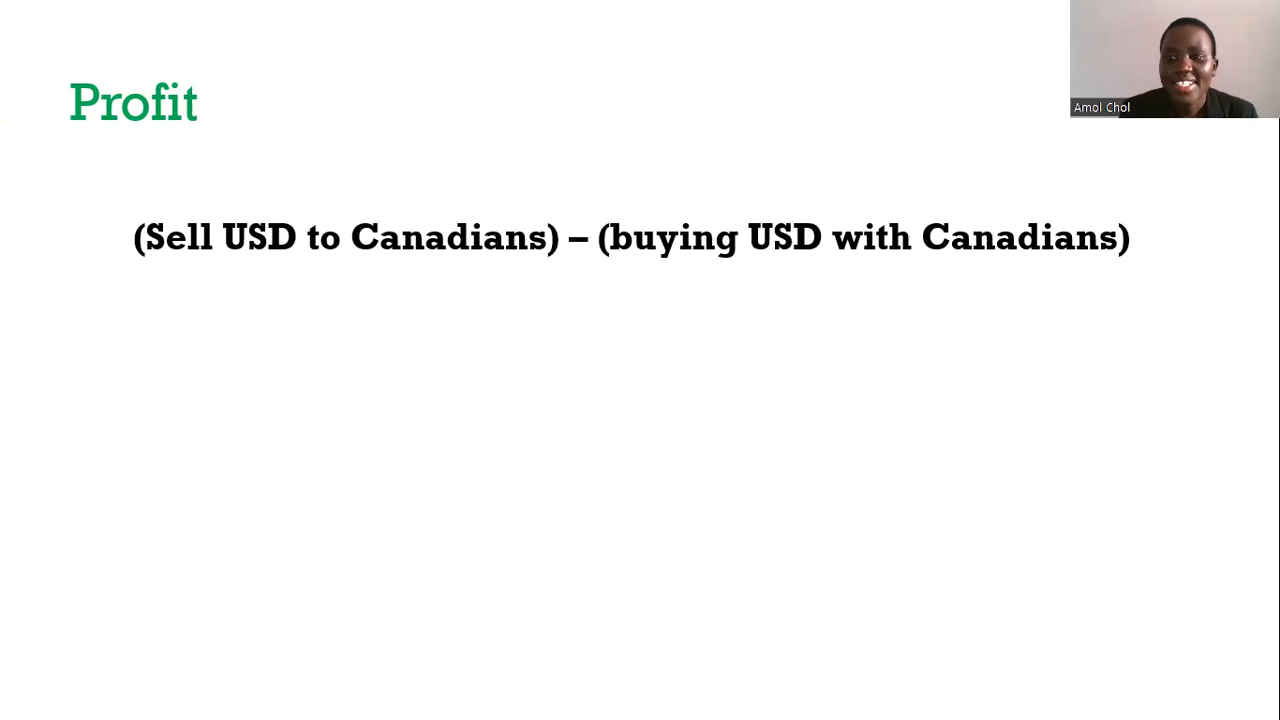 Profit
Amol Chol
(Sell USD to Canadians) – (buying USD with Canadians)